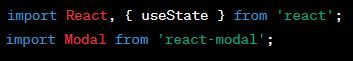 import React, { useState } from 'react';
import Modal from 'react-modal';